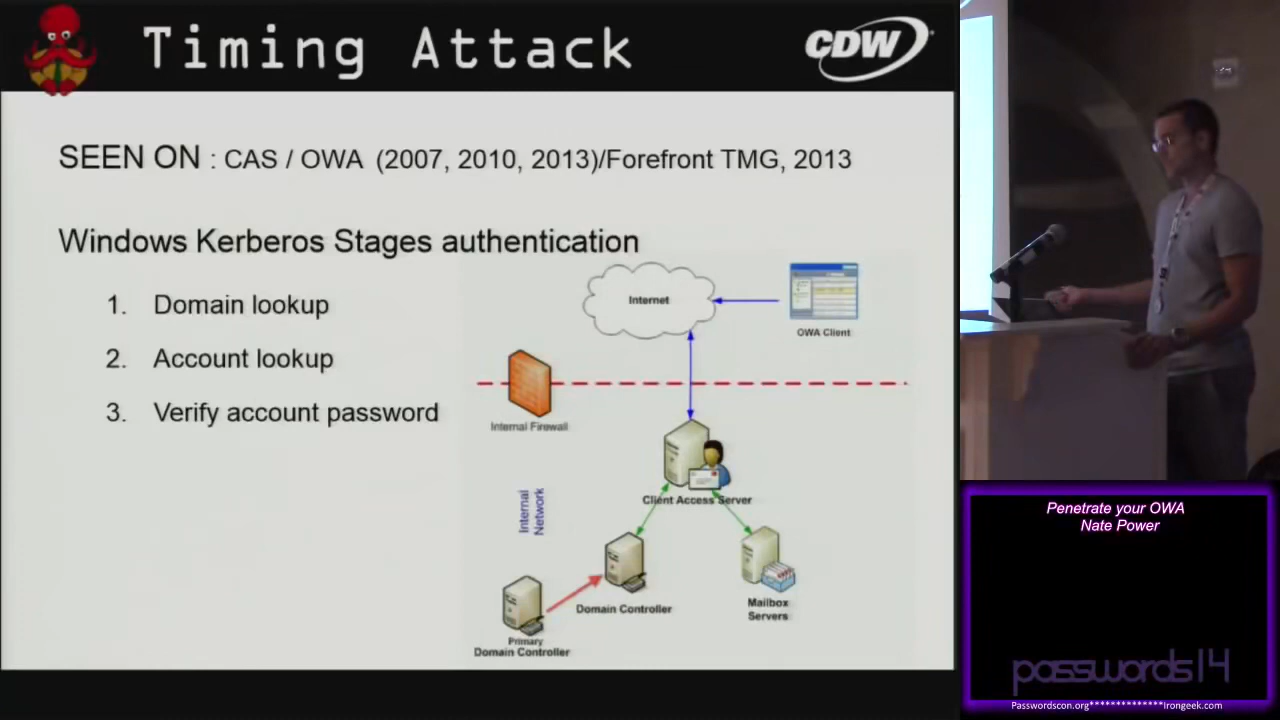 Timing Attack
CDW
SEEN ON : CAS / OWA (2007, 2010, 2013)/Forefront TMG, 2013
Windows Kerberos Stages authentication
1. Domain lookup
2. Account lookup
3. Verify account password
Internet
OWA Client
Internal Firewall
Internal
Network
Client Access Server
Domain Controller
Mailbox
Servers
Primary
Domain Controller
Penetrate your OWA
Nate Power
passwords14
Passwordscon.org**************Irongeek.com